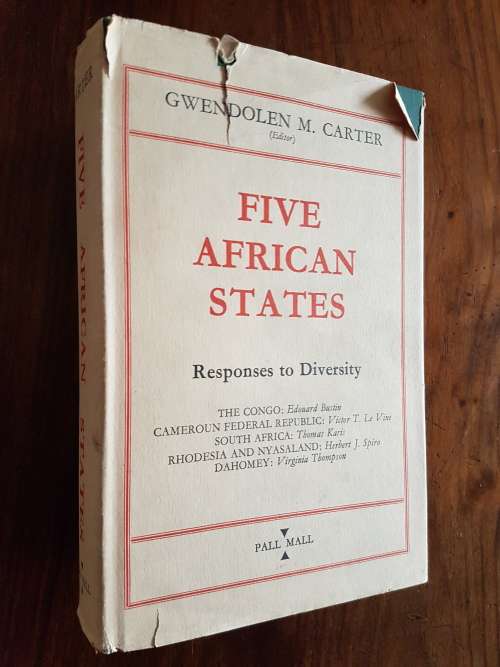 GWENDOLEN M. CARTER
(Editor)
FIVE
AFRICAN
STATES
Responses to Diversity
THE CONGO: Edouard Bustin
CAMEROUN FEDERAL REPUBLIC: Victor T. Le Vine
SOUTH AFRICA: Thomas Karis
RHODESIA AND NYASALAND: Herbert J. Spiro
DAHOMEY: Virginia Thompson
PALL MALL
FIVE AFRICAN STATES